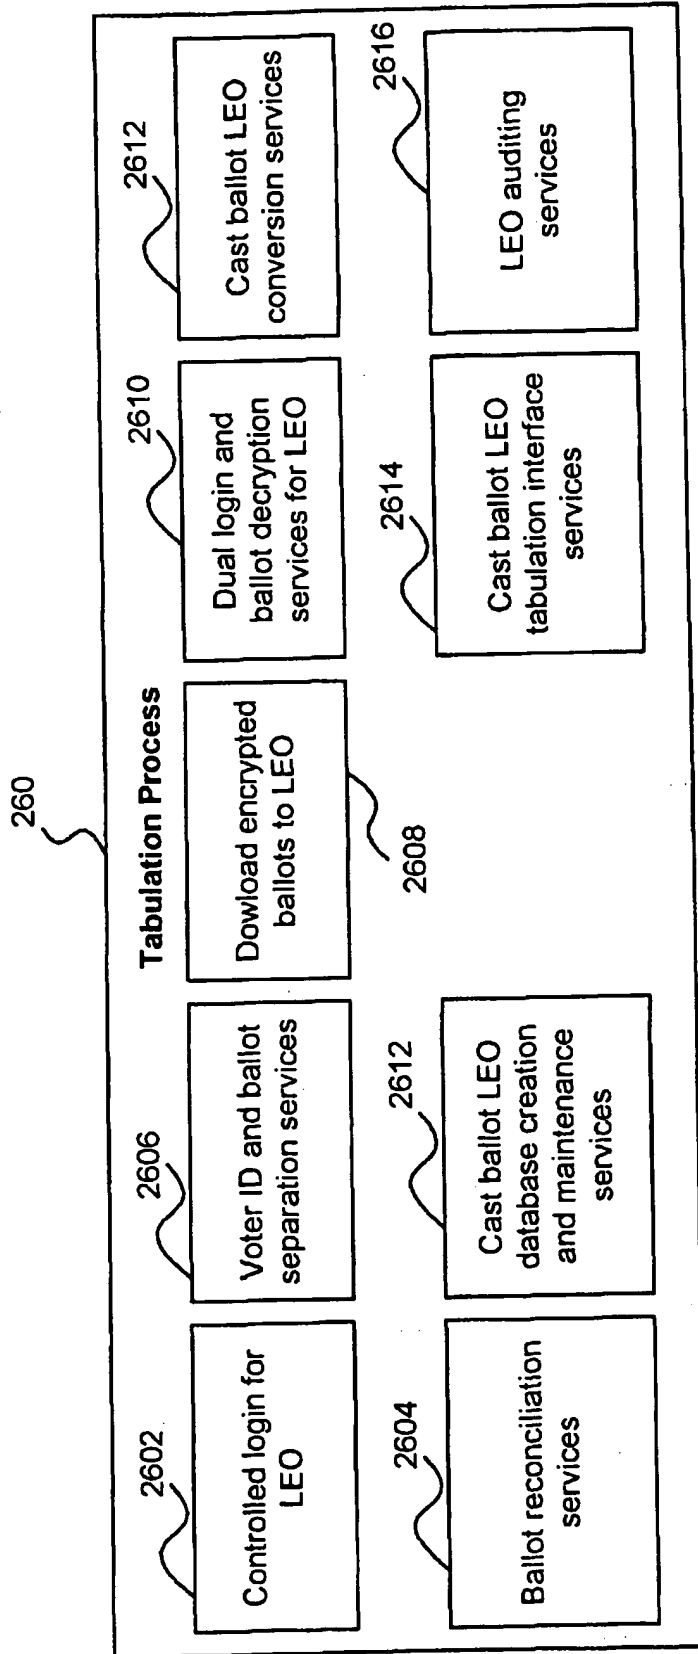 260
Tabulation Process
2602
Controlled login for
LEO
2606
Voter ID and ballot
separation services
Dowload encrypted
ballots to LEO
2608
2610
Dual login and
ballot decryption
services for LEO
2612
Cast ballot LEO
conversion services
2604
Ballot reconciliation
services
2612
Cast ballot LEO
database creation
and maintenance
services
2614
Cast ballot LEO
tabulation interface
services
2616
LEO auditing
services